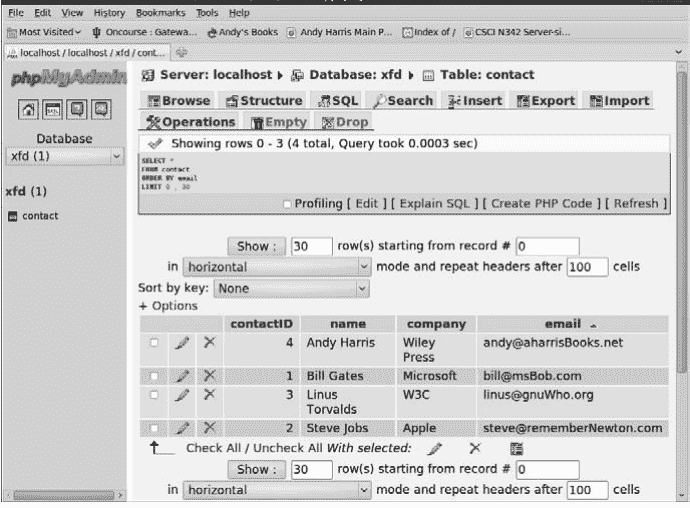 File Edit View History Bookmarks Tools Help
Most Visited Oncourse : Gatewa... Andy's Books Andy Harris Main P... Index of / CSCI N342 Server-si...
localhost / localhost / xfd / cont...
phpMyAdmin
Server: localhost Database: xfd Table: contact
Browse Structure SQL Search Insert Export Import
Operations Empty Drop
Database
xfd (1)
xfd (1)
contact
Showing rows 0 - 3 (4 total, Query took 0.0003 sec)
SELECT *
FROM contact
ORDER BY email
LIMIT 0 , 30
Profiling [ Edit ] [ Explain SQL ] [ Create PHP Code ] [ Refresh ]
Show : 30 row(s) starting from record # 0
in horizontal mode and repeat headers after 100 cells
Sort by key: None
+ Options
contactID name company email
4 Andy Harris Wiley Press andy@aharrisBooks.net
1 Bill Gates Microsoft bill@msBob.com
3 Linus Torvalds W3C linus@gnuWho.org
2 Steve Jobs Apple steve@rememberNewton.com
Check All / Uncheck All With selected:
Show : 30 row(s) starting from record # 0
in horizontal mode and repeat headers after 100 cells